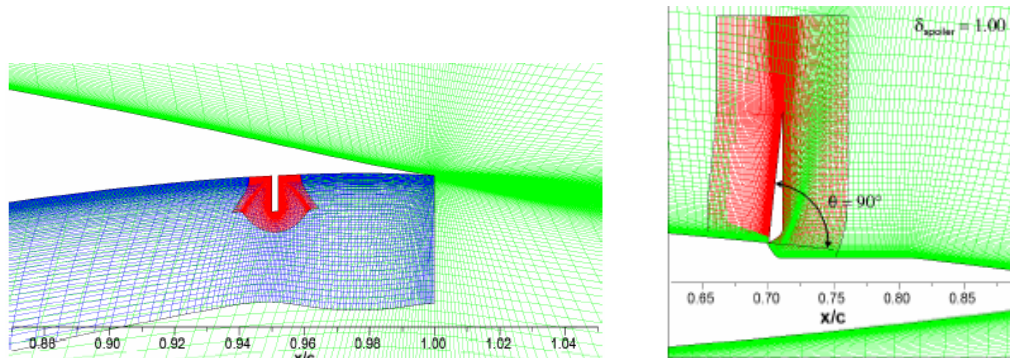 0.88 0.90 0.92 0.94 0.96 0.98 1.00 1.02 1.04
x/c
δspoiler = 1.00
θ = 90°
0.65 0.70 0.75 0.80 0.85
x/c